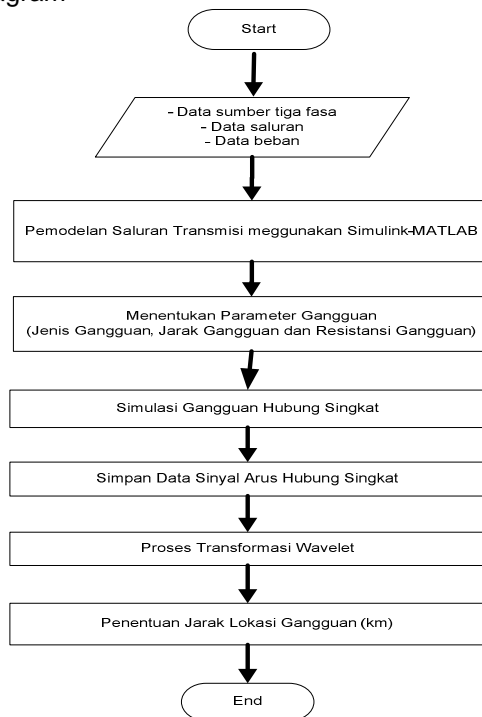 Start
- Data sumber tiga fasa
- Data saluran
- Data beban
Pemodelan Saluran Transmisi meggunakan Simulink-MATLAB
Menentukan Parameter Gangguan
(Jenis Gangguan, Jarak Gangguan dan Resistansi Gangguan)
Simulasi Gangguan Hubung Singkat
Simpan Data Sinyal Arus Hubung Singkat
Proses Transformasi Wavelet
Penentuan Jarak Lokasi Gangguan (km)
End